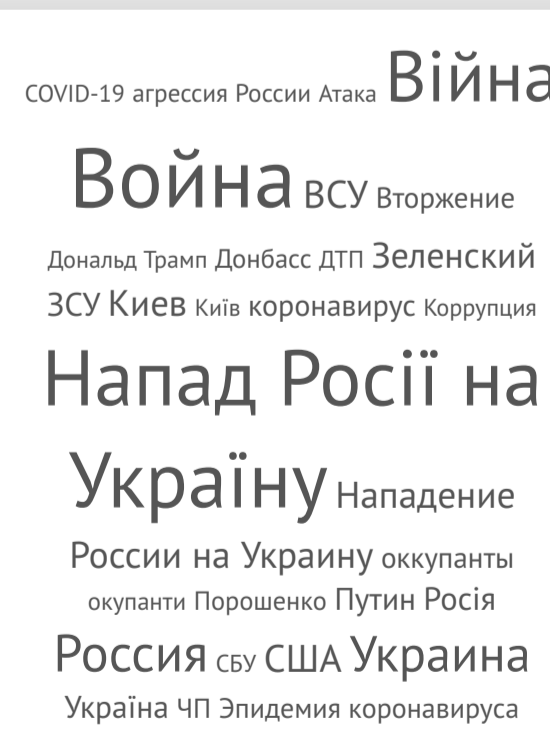 COVID-19 агрессия России Атака Війна
Война ВСУ Вторжение
Дональд Трамп Донбасс ДТП Зеленский
ЗСУ Киев Київ коронавирус Коррупция
Напад Росії на
Україну Нападение
России на Украину оккупанты
окупанти Порошенко Путин Росія
Россия СБУ США Украина
Україна ЧП Эпидемия коронавируса